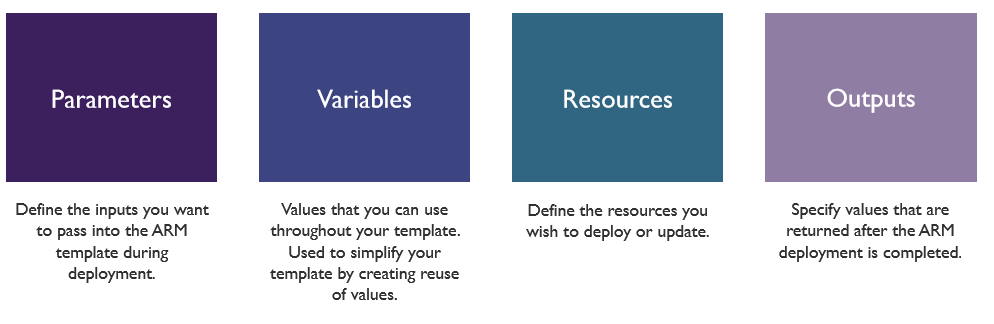 Parameters
Define the inputs you want
to pass into the ARM
template during
deployment.
Variables
Values that you can use
throughout your template.
Used to simplify your
template by creating reuse
of values.
Resources
Define the resources you
wish to deploy or update.
Outputs
Specify values that are
returned after the ARM
deployment is completed.